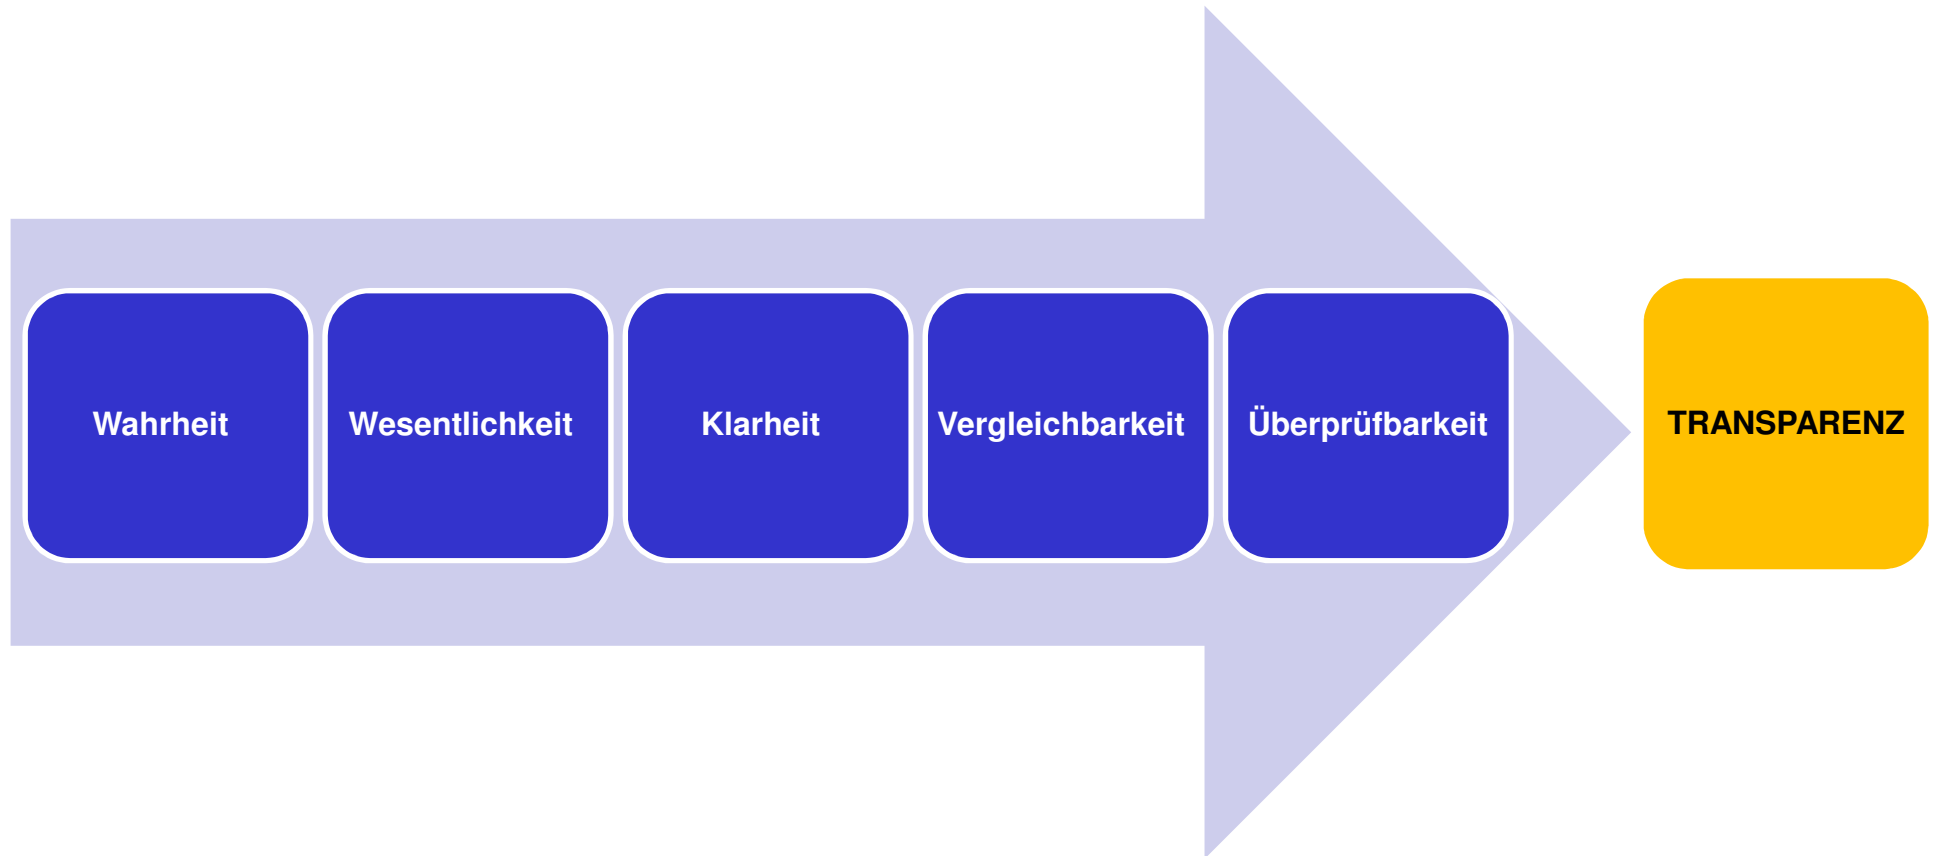 Wahrheit
Wesentlichkeit
Klarheit
Vergleichbarkeit
Überprüfbarkeit
TRANSPARENZ